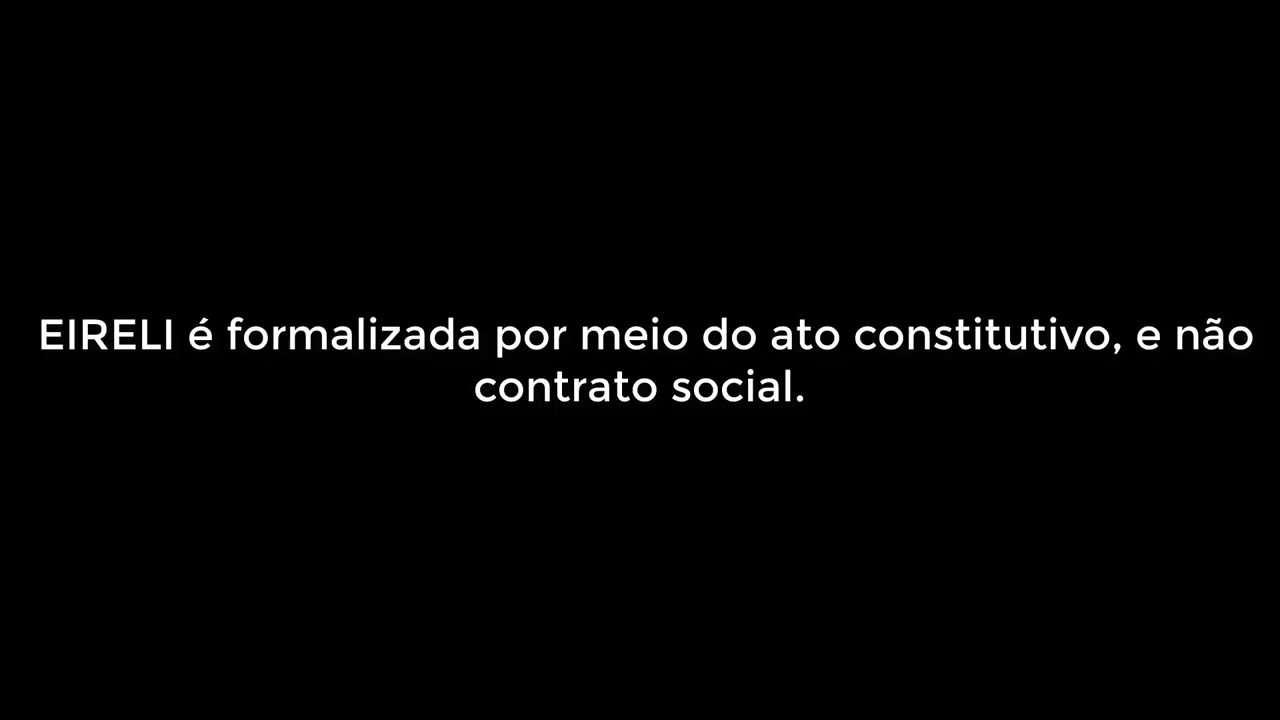 EIRELI é formalizada por meio do ato constitutivo, e não
contrato social.